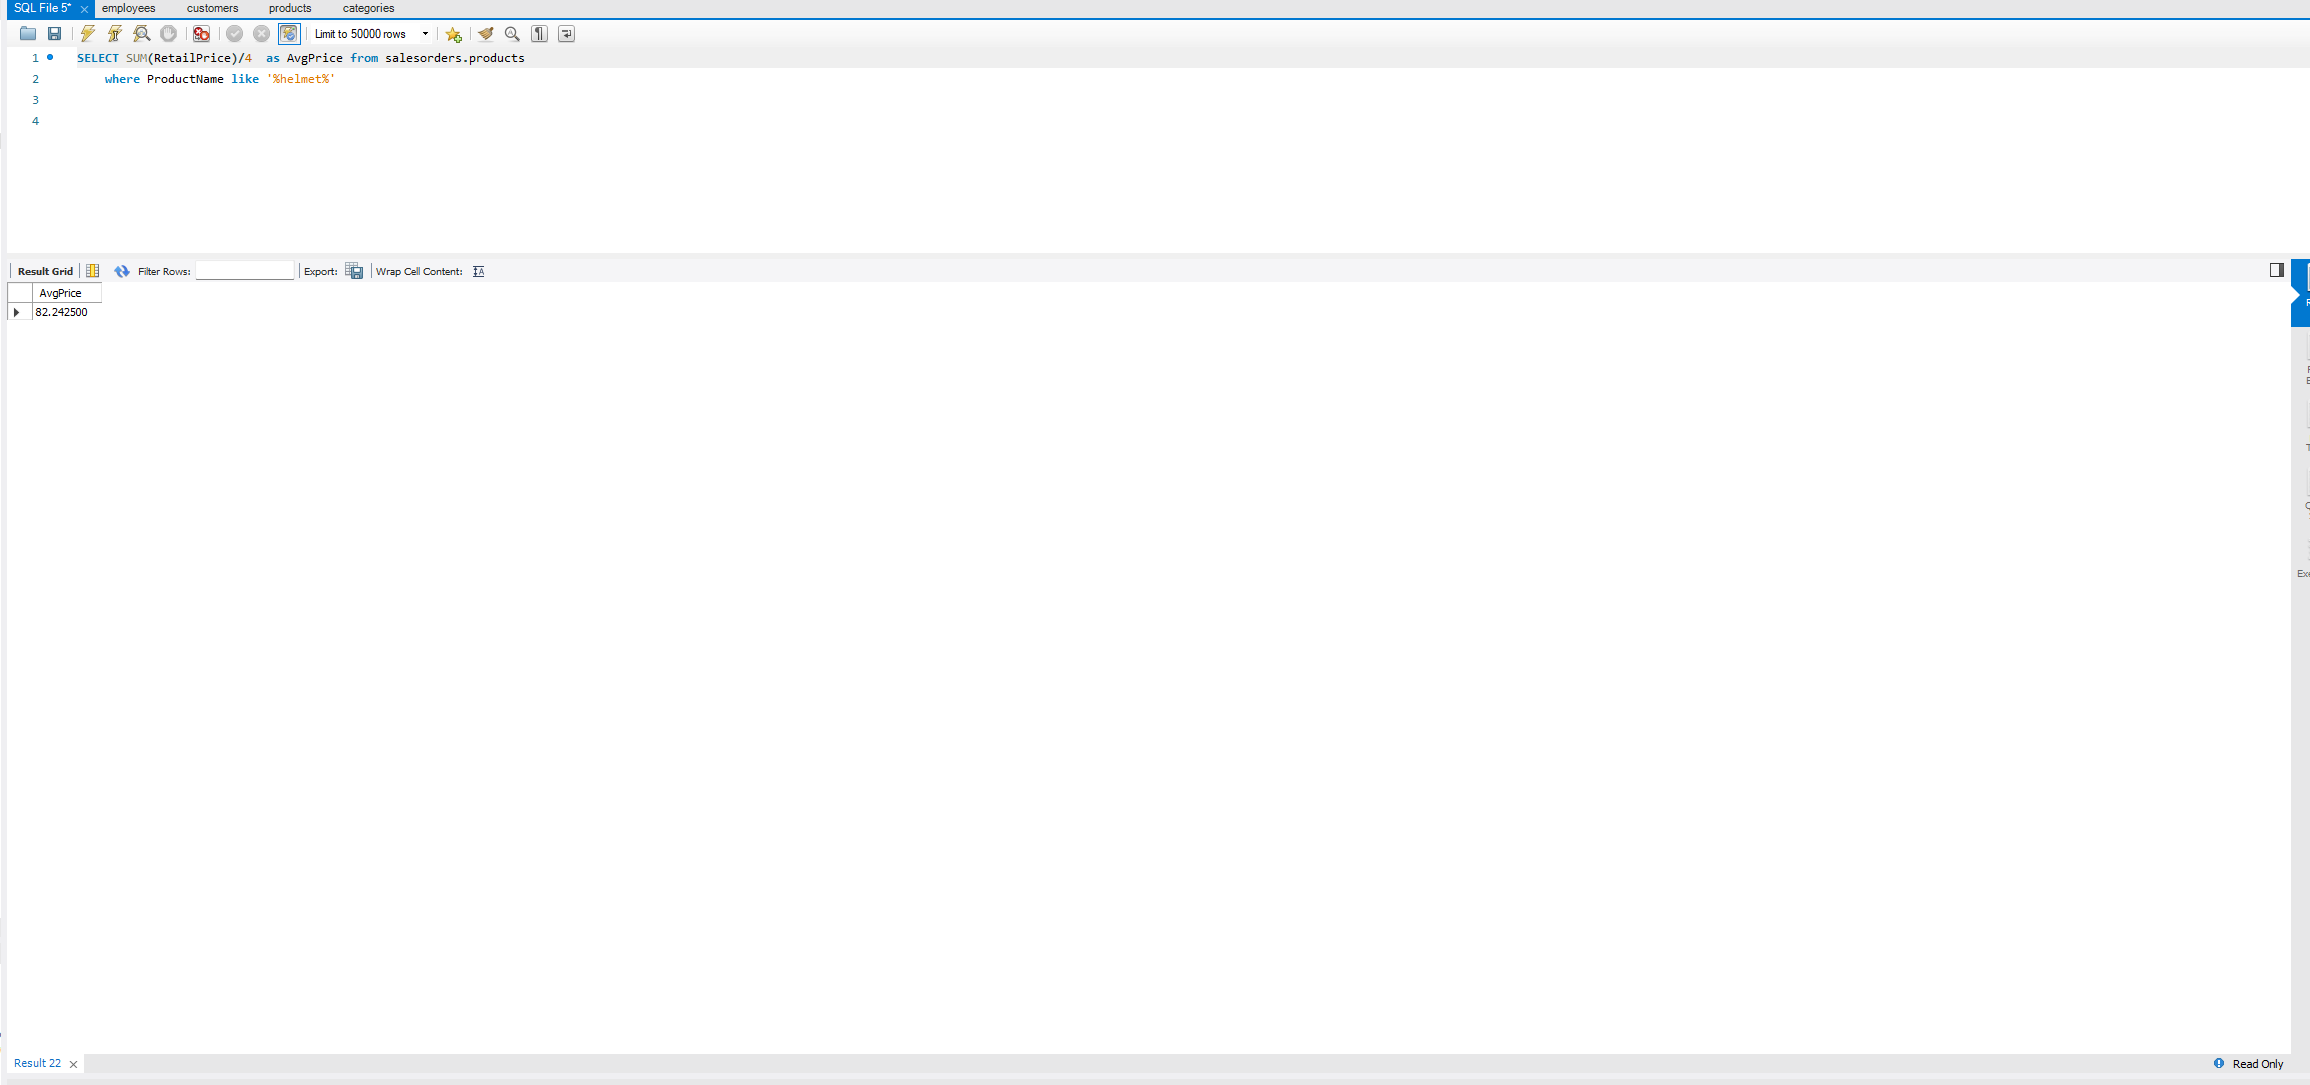 SQL File 5* employees customers products categories
Limit to 50000 rows
1 SELECT SUM(RetailPrice)/4  as AvgPrice from salesorders.products
2 where ProductName like '%helmet%'
3
4
Result Grid Filter Rows: Export: Wrap Cell Content:
AvgPrice
82.242500
Result 22 Read Only